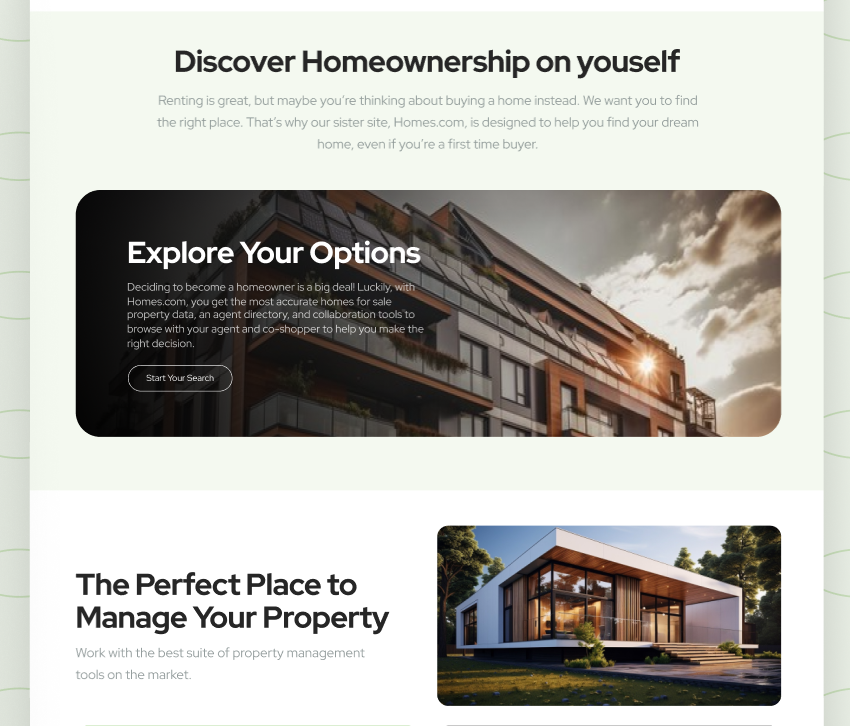 Discover Homeownership on youself
Renting is great, but maybe you're thinking about buying a home instead. We want you to find
the right place. That's why our sister site, Homes.com, is designed to help you find your dream
home, even if you're a first time buyer.
Explore Your Options
Deciding to become a homeowner is a big deal! Luckily, with
Homes.com, you get the most accurate homes for sale
property data, an agent directory, and collaboration tools to
browse with your agent and co-shopper to help you make the
right decision.
Start Your Search
The Perfect Place to
Manage Your Property
Work with the best suite of property management
tools on the market.